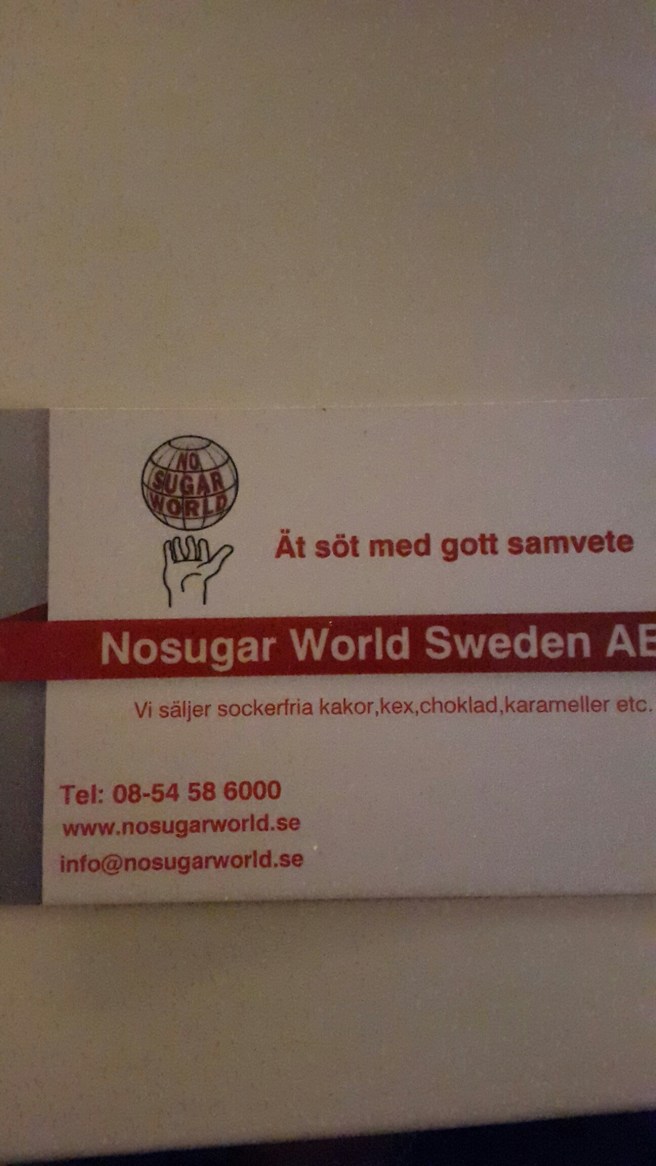 NO
SUGAR
WORLD
Ät söt med gott samvete
Nosugar World Sweden AB
Vi säljer sockerfria kakor,kex,choklad,karameller etc.
Tel: 08-54 58 6000
www.nosugarworld.se
info@nosugarworld.se